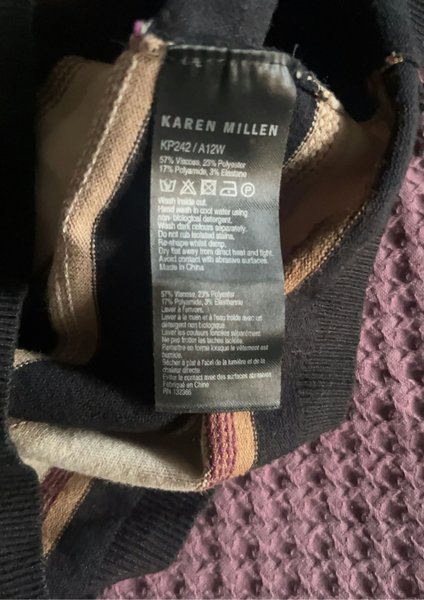 KAREN MILLEN
KP242 / A12W
57% Viscose, 23% Polyester
17% Polyamide, 3% Elastane
Wash inside out.
Hand wash in cool water using
non- biological detergent.
Wash dark colours separately.
Do not rub isolated stains.
Re-shape whilst damp.
Dry flat away from direct heat and light.
Avoid contact with abrasive surfaces.
Made in China
57% Viscose, 23% Polyester
17% Polyamide, 3% Elasthanne
Laver à l'envers.
Laver à la main et à l'eau froide avec un
détergent non biologique
Laver les couleurs foncées séparément.
Ne pas frotter les taches isolées.
Remettre en forme lorsque le vêtement est
humide.
Sécher à plat à l'abri de la lumière et de la
chaleur directe.
Eviter le contact avec des surfaces abrasives
Fabriqué en Chine
P/N 132366